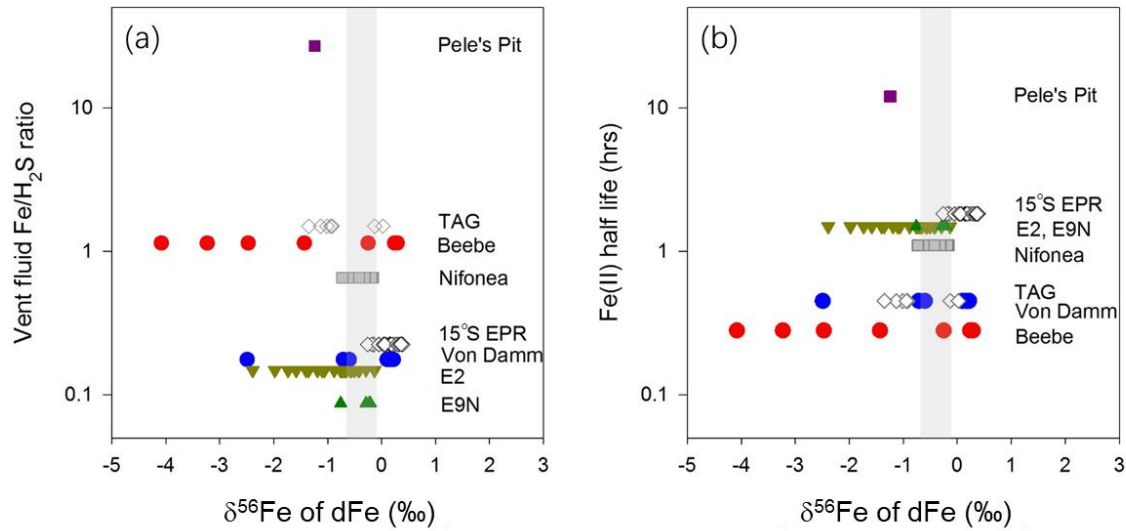 (a)
Vent fluid Fe/H₂S ratio
10
1
0.1
Pele's Pit
TAG
Beebe
Nifonea
15°S EPR
Von Damm
E2
E9N
-5 -4 -3 -2 -1 0 1 2 3
δ⁵⁶Fe of dFe (‰)
(b)
Fe(II) half life (hrs)
10
1
0.1
Pele's Pit
15°S EPR
E2, E9N
Nifonea
TAG
Von Damm
Beebe
-5 -4 -3 -2 -1 0 1 2 3
δ⁵⁶Fe of dFe (‰)